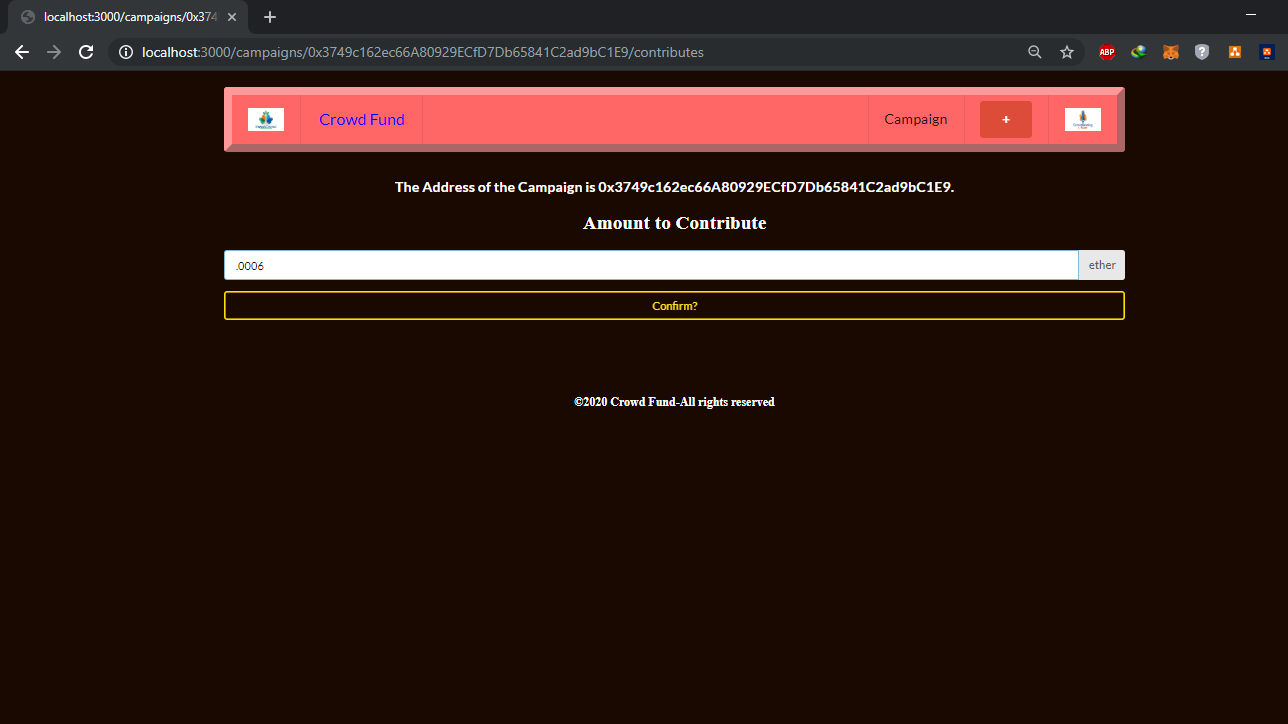 localhost:3000/campaigns/0x374
localhost:3000/campaigns/0x3749c162ec66A80929ECfD7Db65841C2ad9bC1E9/contributes
ABP
Crowd Fund
Campaign
+
The Address of the Campaign is 0x3749c162ec66A80929ECfD7Db65841C2ad9bC1E9.
Amount to Contribute
.0006
ether
Confirm?
©2020 Crowd Fund-All rights reserved